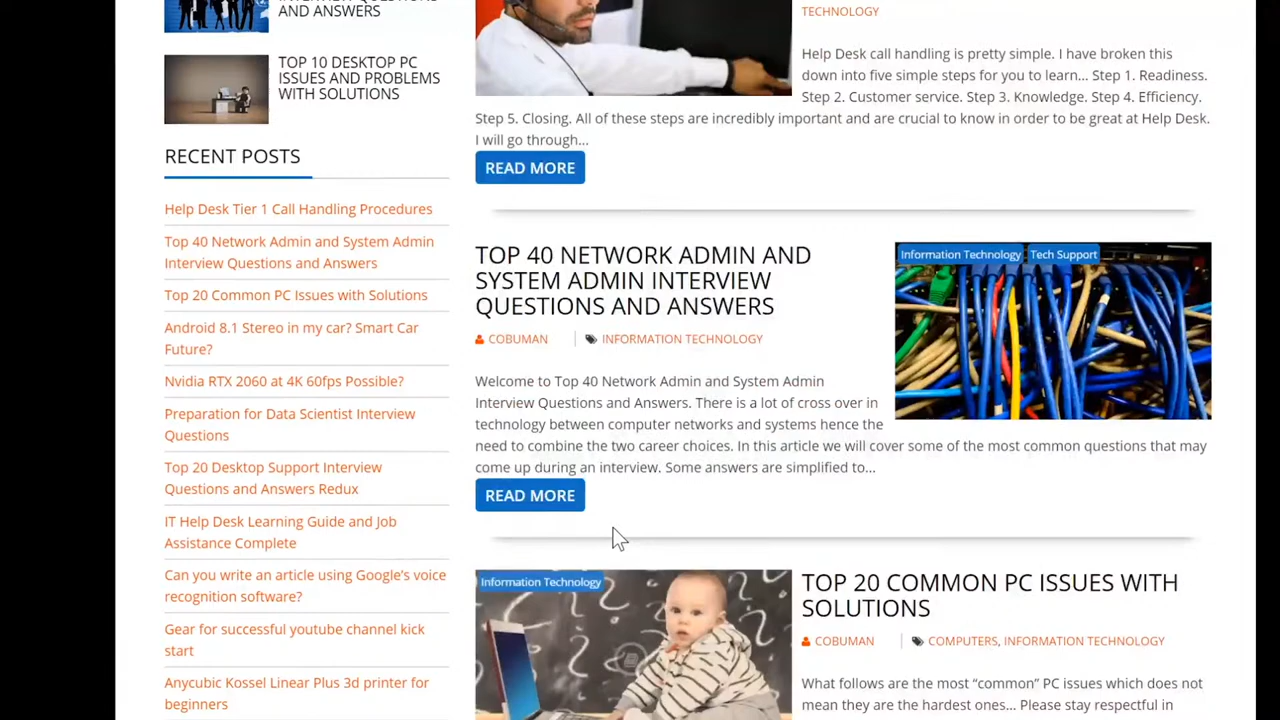 INTERVIEW QUESTIONS
AND ANSWERS
TOP 10 DESKTOP PC
ISSUES AND PROBLEMS
WITH SOLUTIONS
RECENT POSTS
Help Desk Tier 1 Call Handling Procedures
Top 40 Network Admin and System Admin
Interview Questions and Answers
Top 20 Common PC Issues with Solutions
Android 8.1 Stereo in my car? Smart Car
Future?
Nvidia RTX 2060 at 4K 60fps Possible?
Preparation for Data Scientist Interview
Questions
Top 20 Desktop Support Interview
Questions and Answers Redux
IT Help Desk Learning Guide and Job
Assistance Complete
Can you write an article using Google's voice
recognition software?
Gear for successful youtube channel kick
start
Anycubic Kossel Linear Plus 3d printer for
beginners
TECHNOLOGY
Help Desk call handling is pretty simple. I have broken this
down into five simple steps for you to learn... Step 1. Readiness.
Step 2. Customer service. Step 3. Knowledge. Step 4. Efficiency.
Step 5. Closing. All of these steps are incredibly important and are crucial to know in order to be great at Help Desk.
I will go through...
READ MORE
TOP 40 NETWORK ADMIN AND
SYSTEM ADMIN INTERVIEW
QUESTIONS AND ANSWERS
COBUMAN INFORMATION TECHNOLOGY
Information Technology Tech Support
Welcome to Top 40 Network Admin and System Admin
Interview Questions and Answers. There is a lot of cross over in
technology between computer networks and systems hence the
need to combine the two career choices. In this article we will cover some of the most common questions that may
come up during an interview. Some answers are simplified to...
READ MORE
Information Technology
TOP 20 COMMON PC ISSUES WITH
SOLUTIONS
COBUMAN COMPUTERS, INFORMATION TECHNOLOGY
What follows are the most "common" PC issues which does not
mean they are the hardest ones... Please stay respectful in